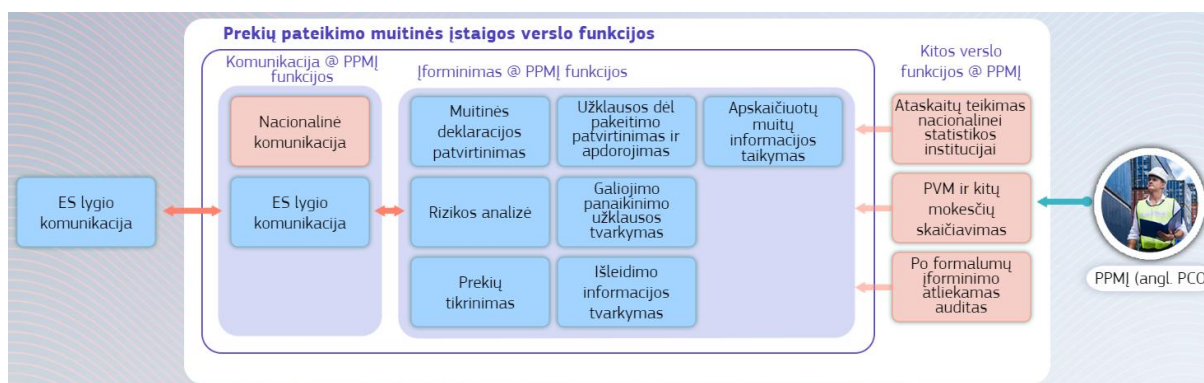 Prekių pateikimo muitinės įstaigos verslo funkcijos
Komunikacija @ PPMĮ
funkcijos
Įforminimas @ PPMĮ funkcijos
Kitos verslo
funkcijos @ PPMĮ
Nacionalinė
komunikacija
Muitinės
deklaracijos
patvirtinimas
Užklausos dėl
pakeitimo
patvirtinimas ir
apdorojimas
Apskaičiuotų
muitų
informacijos
taikymas
Ataskaitų teikimas
nacionalinei
statistikos
institucijai
ES lygio
komunikacija
ES lygio
komunikacija
Rizikos analizė
Galiojimo
panaikinimo
užklausos
tvarkymas
PVM ir kitų
mokesčių
skaičiavimas
Prekių
tikrinimas
Išleidimo
informacijos
tvarkymas
Po formalumų
įforminimo
atliekamas
auditas
PPMĮ (angl. PCO